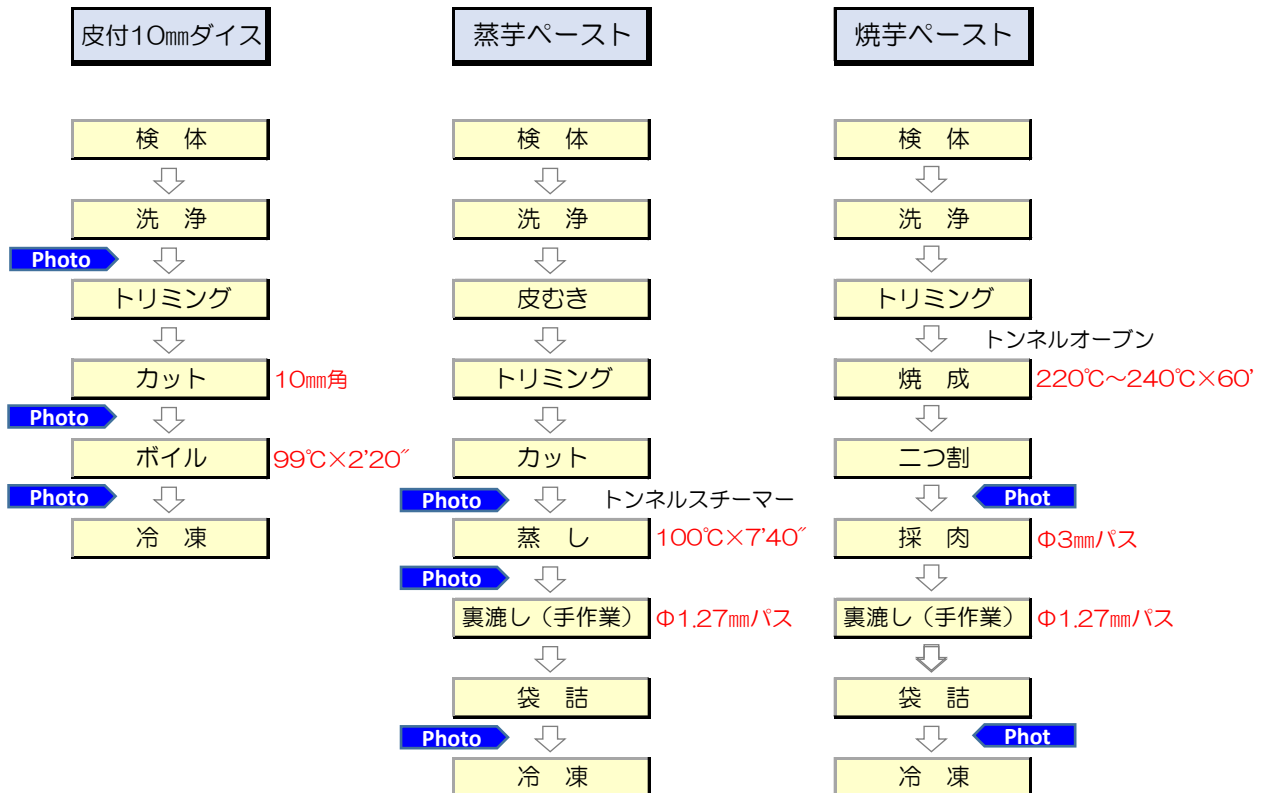 皮付10㎜ダイス
検 体
洗 浄
Photo
トリミング
カット
10㎜角
Photo
ボイル
99℃×2’20”
Photo
冷 凍
蒸芋ペースト
検 体
洗 浄
皮むき
トリミング
カット
Photo
トンネルスチーマー
蒸 し
100℃×7’40”
Photo
裏漉し(手作業)
Φ1.27㎜パス
袋 詰
Photo
冷 凍
焼芋ペースト
検 体
洗 浄
トリミング
トンネルオーブン
焼 成
220℃~240℃×60’
二つ割
Phot
採 肉
Φ3㎜パス
裏漉し(手作業)
Φ1.27㎜パス
袋 詰
Phot
冷 凍